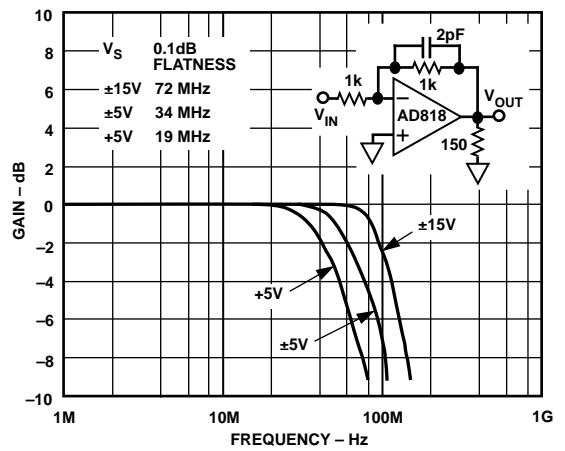 10
8
6
4
2
0
–2
–4
–6
–8
–10
GAIN – dB
V_S 0.1dB FLATNESS
±15V 72 MHz
±5V 34 MHz
+5V 19 MHz
2pF
1k
1k
V_IN
–
+
AD818
V_OUT
150
±15V
+5V
±5V
1M 10M 100M 1G
FREQUENCY – Hz